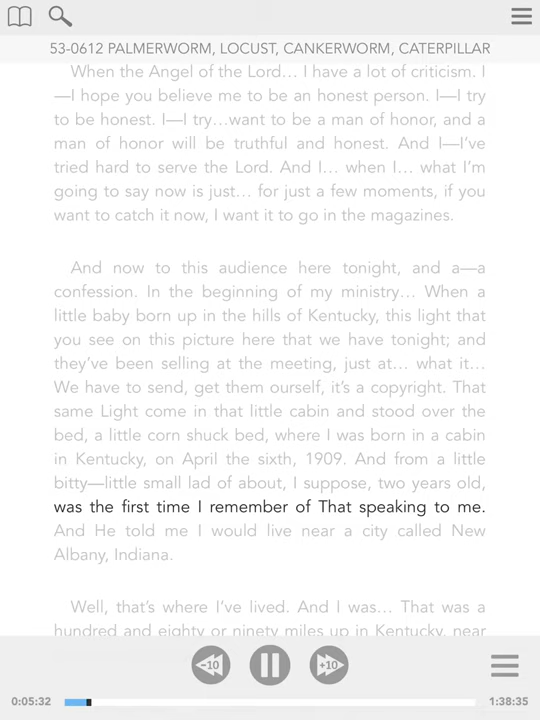 53-0612 PALMERWORM, LOCUST, CANKERWORM, CATERPILLAR
When the Angel of the Lord… I have a lot of criticism. I
—I hope you believe me to be an honest person. I—I try
to be honest. I—I try…want to be a man of honor, and a
man of honor will be truthful and honest. And I—I've
tried hard to serve the Lord. And I… when I… what I'm
going to say now is just… for just a few moments, if you
want to catch it now, I want it to go in the magazines.
And now to this audience here tonight, and a—a
confession. In the beginning of my ministry… When a
little baby born up in the hills of Kentucky, this light that
you see on this picture here that we have tonight; and
they've been selling at the meeting, just at… what it…
We have to send, get them ourself, it's a copyright. That
same Light come in that little cabin and stood over the
bed, a little corn shuck bed, where I was born in a cabin
in Kentucky, on April the sixth, 1909. And from a little
bitty—little small lad of about, I suppose, two years old,
was the first time I remember of That speaking to me.
And He told me I would live near a city called New
Albany, Indiana.
Well, that's where I've lived. And I was… That was a
hundred and eighty or ninety miles up in Kentucky, near
-10
+10
0:05:32
1:38:35